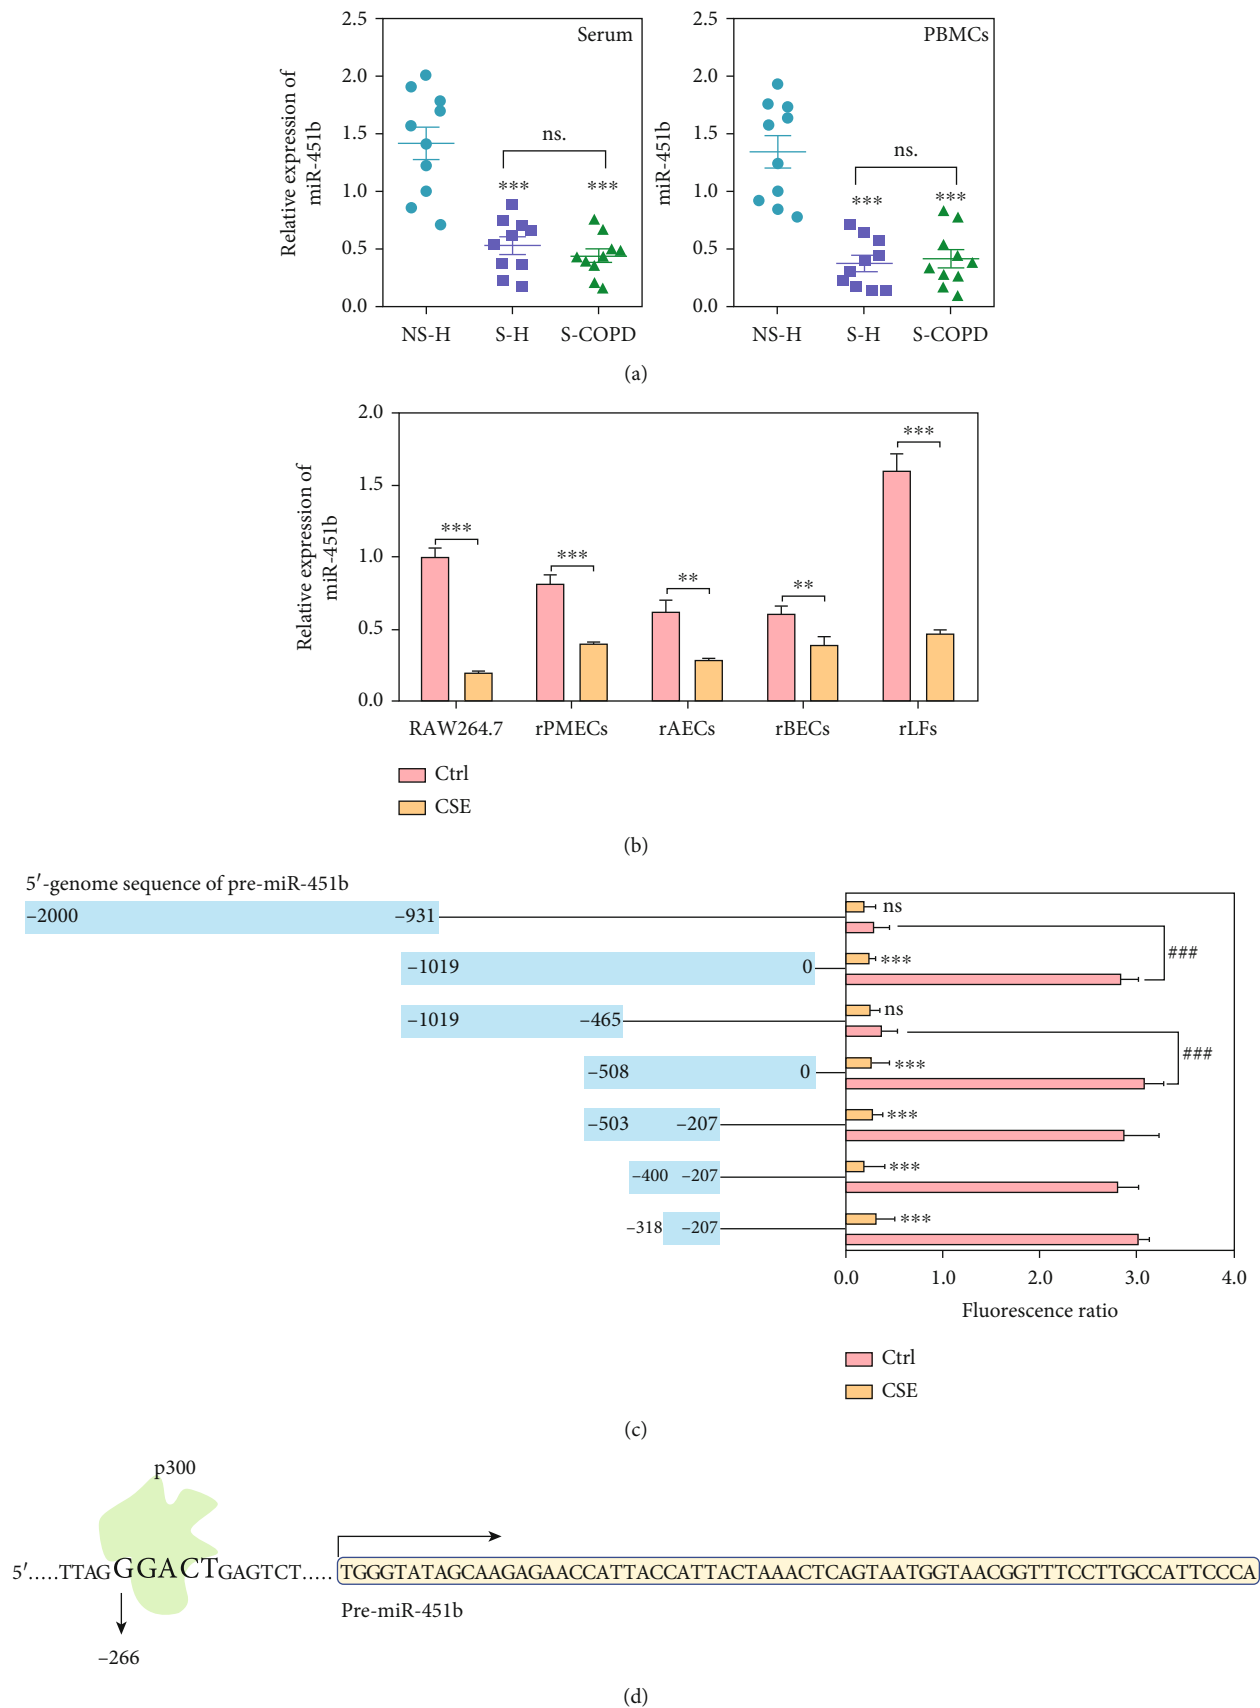 2.5
2.0
1.5
1.0
0.5
0.0
Relative expression of
miR-451b
Serum
ns.
*** ***
NS-H S-H S-COPD
2.5
2.0
1.5
1.0
0.5
0.0
miR-451b
PBMCs
ns.
*** ***
NS-H S-H S-COPD
(a)
2.0
1.5
1.0
0.5
0.0
Relative expression of
miR-451b
*** *** ** ** ***
RAW264.7 rPMECs rAECs rBECs rLFs
Ctrl
CSE
(b)
5′-genome sequence of pre-miR-451b
−2000 −931 ns
−1019 0 ***
###
−1019 −465 ns
−508 0 ***
###
−503 −207 ***
−400 −207 ***
−318 −207 ***
0.0 1.0 2.0 3.0 4.0
Fluorescence ratio
Ctrl
CSE
(c)
p300
5′.....TTAGGGACTGAGTCT..... TGGGTATAGCAAGAGAACCATTACCATTACTAAACTCAGTAATGGTAACGGTTTCCTTGCCATTCCCA
Pre-miR-451b
−266
(d)